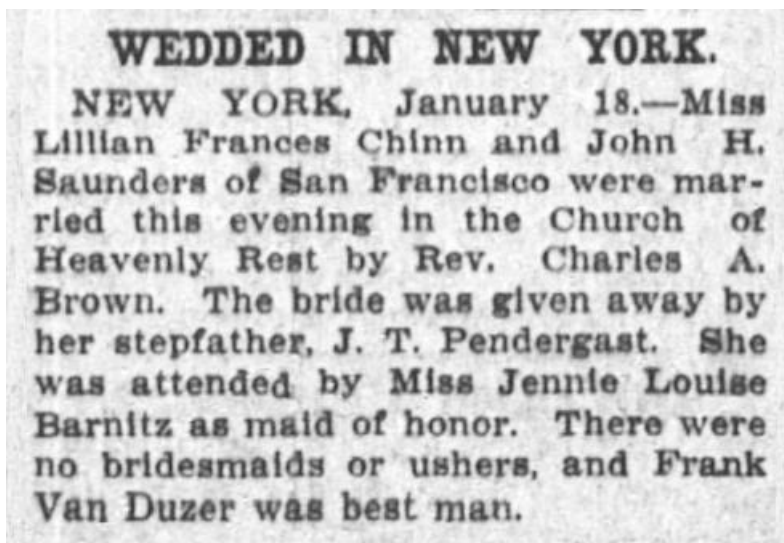 WEDDED IN NEW YORK.
NEW YORK, January 18.—Miss
Lillian Frances Chinn and John H.
Saunders of San Francisco were mar-
ried this evening in the Church of
Heavenly Rest by Rev. Charles A.
Brown. The bride was given away by
her stepfather, J. T. Pendergast. She
was attended by Miss Jennie Louise
Barnitz as maid of honor. There were
no bridesmaids or ushers, and Frank
Van Duzer was best man.